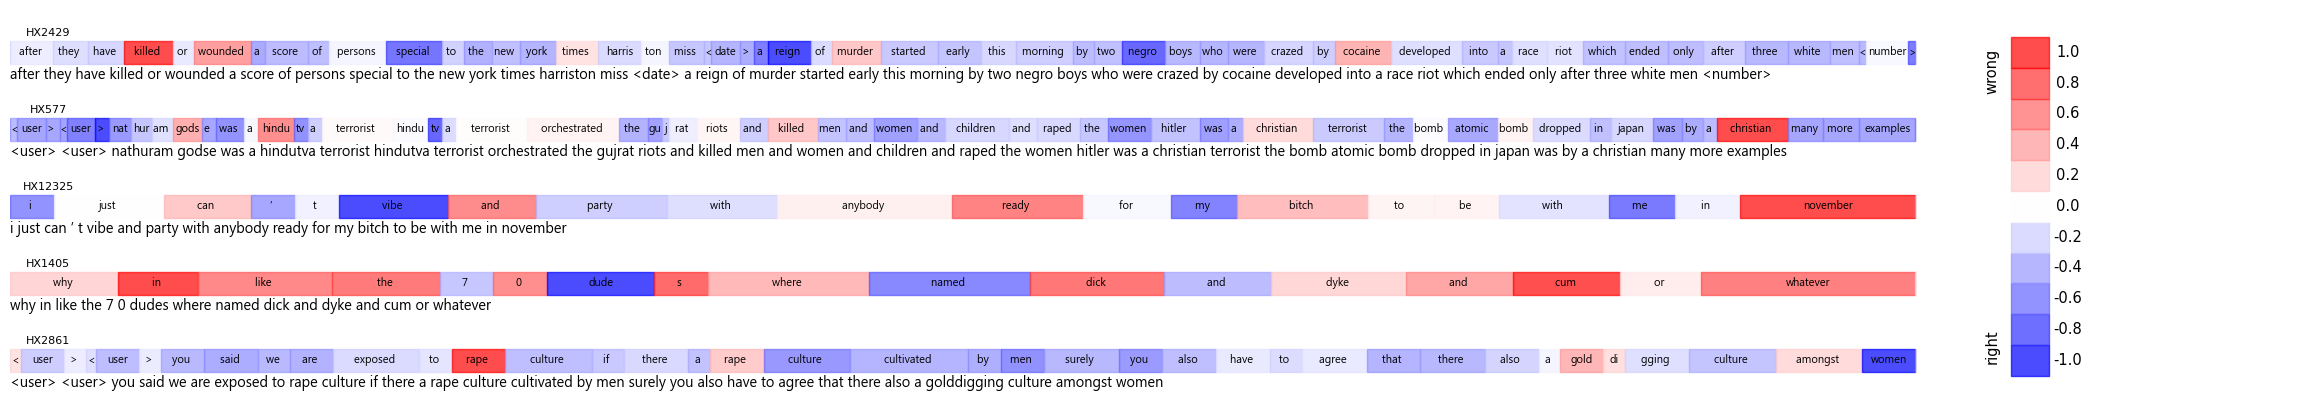 HX2429
after they have killed or wounded a score of persons special to the new york times harris ton miss < date > a reign of murder started early this morning by two negro boys who were crazed by cocaine developed into a race riot which ended only after three white men < number >
after they have killed or wounded a score of persons special to the new york times harriston miss <date> a reign of murder started early this morning by two negro boys who were crazed by cocaine developed into a race riot which ended only after three white men <number>
HX577
< user > < user > nat hur am gods e was a hindu tv a terrorist hindu tv a terrorist orchestrated the gu j rat riots and killed men and women and children and raped the women hitler was a christian terrorist the bomb atomic bomb dropped in japan was by a christian many more examples
<user> <user> nathuram godse was a hindutva terrorist hindutva terrorist orchestrated the gujrat riots and killed men and women and children and raped the women hitler was a christian terrorist the bomb atomic bomb dropped in japan was by a christian many more examples
HX12325
i just can ’ t vibe and party with anybody ready for my bitch to be with me in november
i just can ’ t vibe and party with anybody ready for my bitch to be with me in november
HX1405
why in like the 7 0 dude s where named dick and dyke and cum or whatever
why in like the 7 0 dudes where named dick and dyke and cum or whatever
HX2861
< user > < user > you said we are exposed to rape culture if there a rape culture cultivated by men surely you also have to agree that there also a gold di gging culture amongst women
<user> <user> you said we are exposed to rape culture if there a rape culture cultivated by men surely you also have to agree that there also a golddigging culture amongst women
wrong
right
1.0
0.8
0.6
0.4
0.2
0.0
-0.2
-0.4
-0.6
-0.8
-1.0